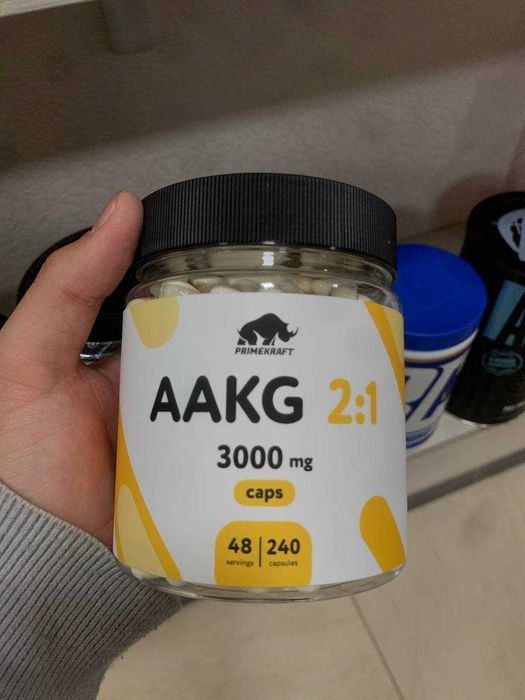 PRIMEKRAFT
AAKG 2:1
3000 mg
caps
48 240
servings capsules